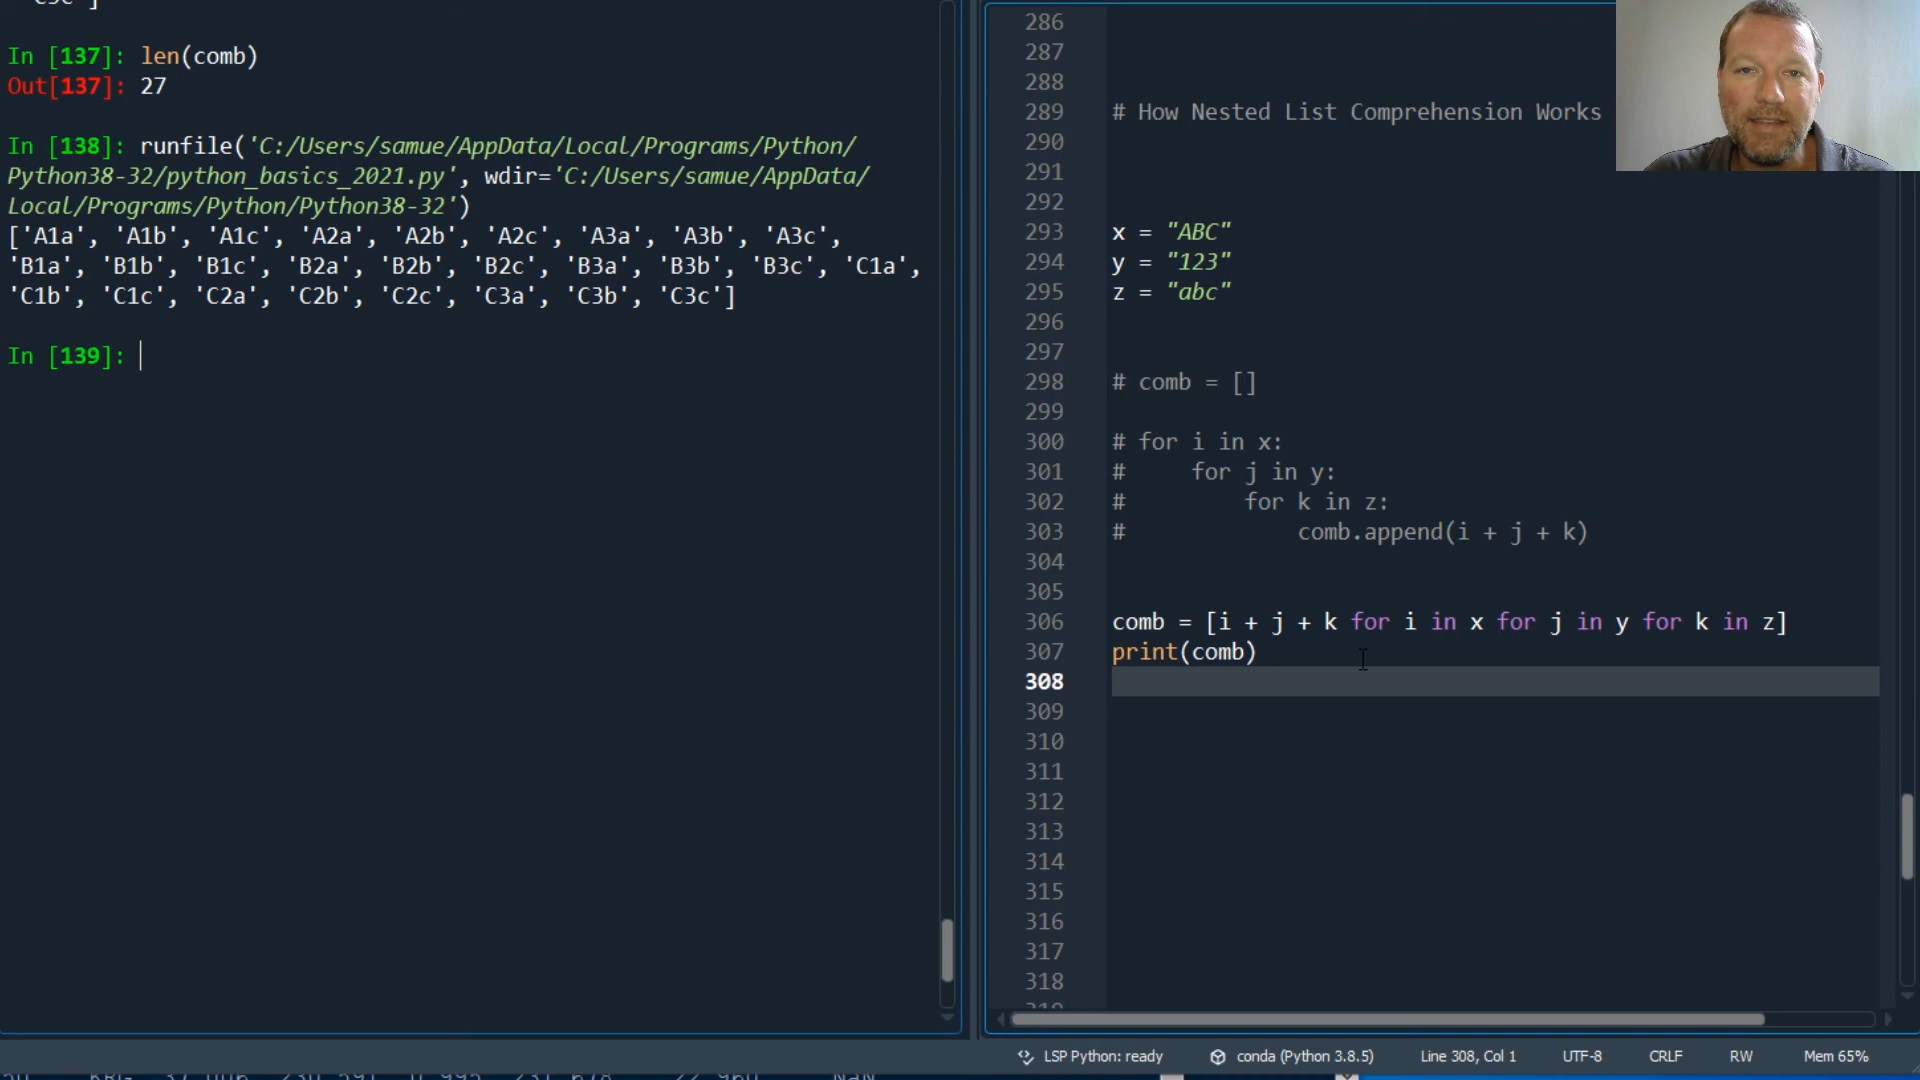 In [137]: len(comb)
Out[137]: 27
In [138]: runfile('C:/Users/samue/AppData/Local/Programs/Python/
Python38-32/python_basics_2021.py', wdir='C:/Users/samue/AppData/
Local/Programs/Python/Python38-32')
['A1a', 'A1b', 'A1c', 'A2a', 'A2b', 'A2c', 'A3a', 'A3b', 'A3c',
'B1a', 'B1b', 'B1c', 'B2a', 'B2b', 'B2c', 'B3a', 'B3b', 'B3c', 'C1a',
'C1b', 'C1c', 'C2a', 'C2b', 'C2c', 'C3a', 'C3b', 'C3c']
In [139]:
286
287
288
289 # How Nested List Comprehension Works
290
291
292
293 x = "ABC"
294 y = "123"
295 z = "abc"
296
297
298 # comb = []
299
300 # for i in x:
301 #     for j in y:
302 #         for k in z:
303 #             comb.append(i + j + k)
304
305
306 comb = [i + j + k for i in x for j in y for k in z]
307 print(comb)
308
309
310
311
312
313
314
315
316
317
318
LSP Python: ready conda (Python 3.8.5) Line 308, Col 1 UTF-8 CRLF RW Mem 65%